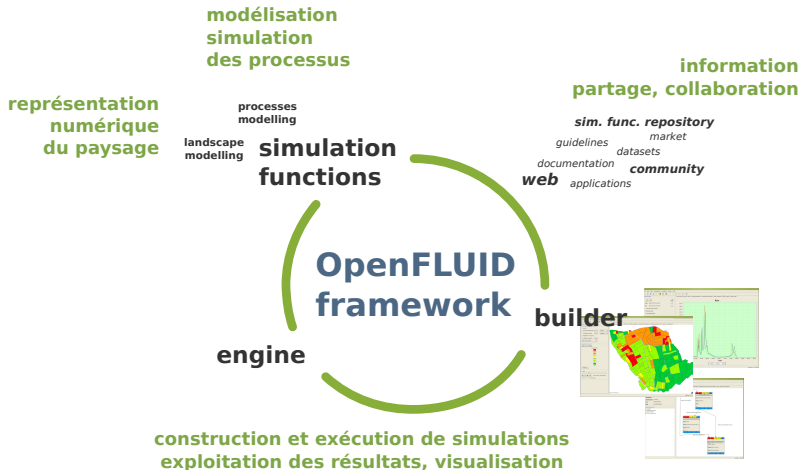 modélisation
simulation
des processus
information
partage, collaboration
représentation
numérique
du paysage
processes
modelling
landscape
modelling
simulation
functions
sim. func. repository
market
guidelines
datasets
documentation
community
web
applications
OpenFLUID
framework
builder
engine
construction et exécution de simulations
exploitation des résultats, visualisation